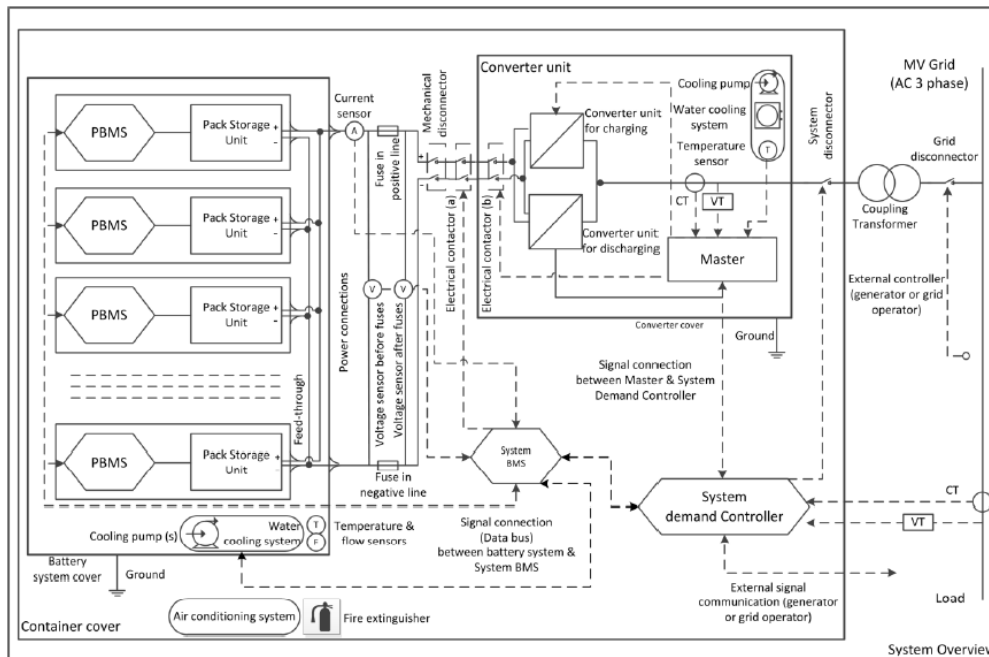 PBMS
Pack Storage
Unit
+
-
PBMS
Pack Storage
Unit
+
-
PBMS
Pack Storage
Unit
+
-
PBMS
Pack Storage
Unit
+
-
Feed-through
Cooling pump (s)
Water
cooling system
T
F
Temperature &
flow sensors
Battery
system cover
Ground
Air conditioning system
Fire extinguisher
Container cover
Power connections
Current
sensor
A
Fuse in
positive line
V
V
Voltage sensor before fuses
Voltage sensor after fuses
Fuse in
negative line
Mechanical
disconnector
+
-
Electrical contactor (a)
Electrical contactor (b)
Converter unit
Converter unit
for charging
Converter unit
for discharging
Cooling pump
Water cooling
system
Temperature
sensor
T
CT
VT
Master
Converter cover
Ground
Signal connection
between Master & System
Demand Controller
System
BMS
Signal connection
(Data bus)
between battery system &
System BMS
System
demand Controller
External signal
communication (generator
or grid operator)
System
disconnector
MV Grid
(AC 3 phase)
Grid
disconnector
Coupling
Transformer
External controller
(generator or grid
operator)
CT
VT
Load
System Overview